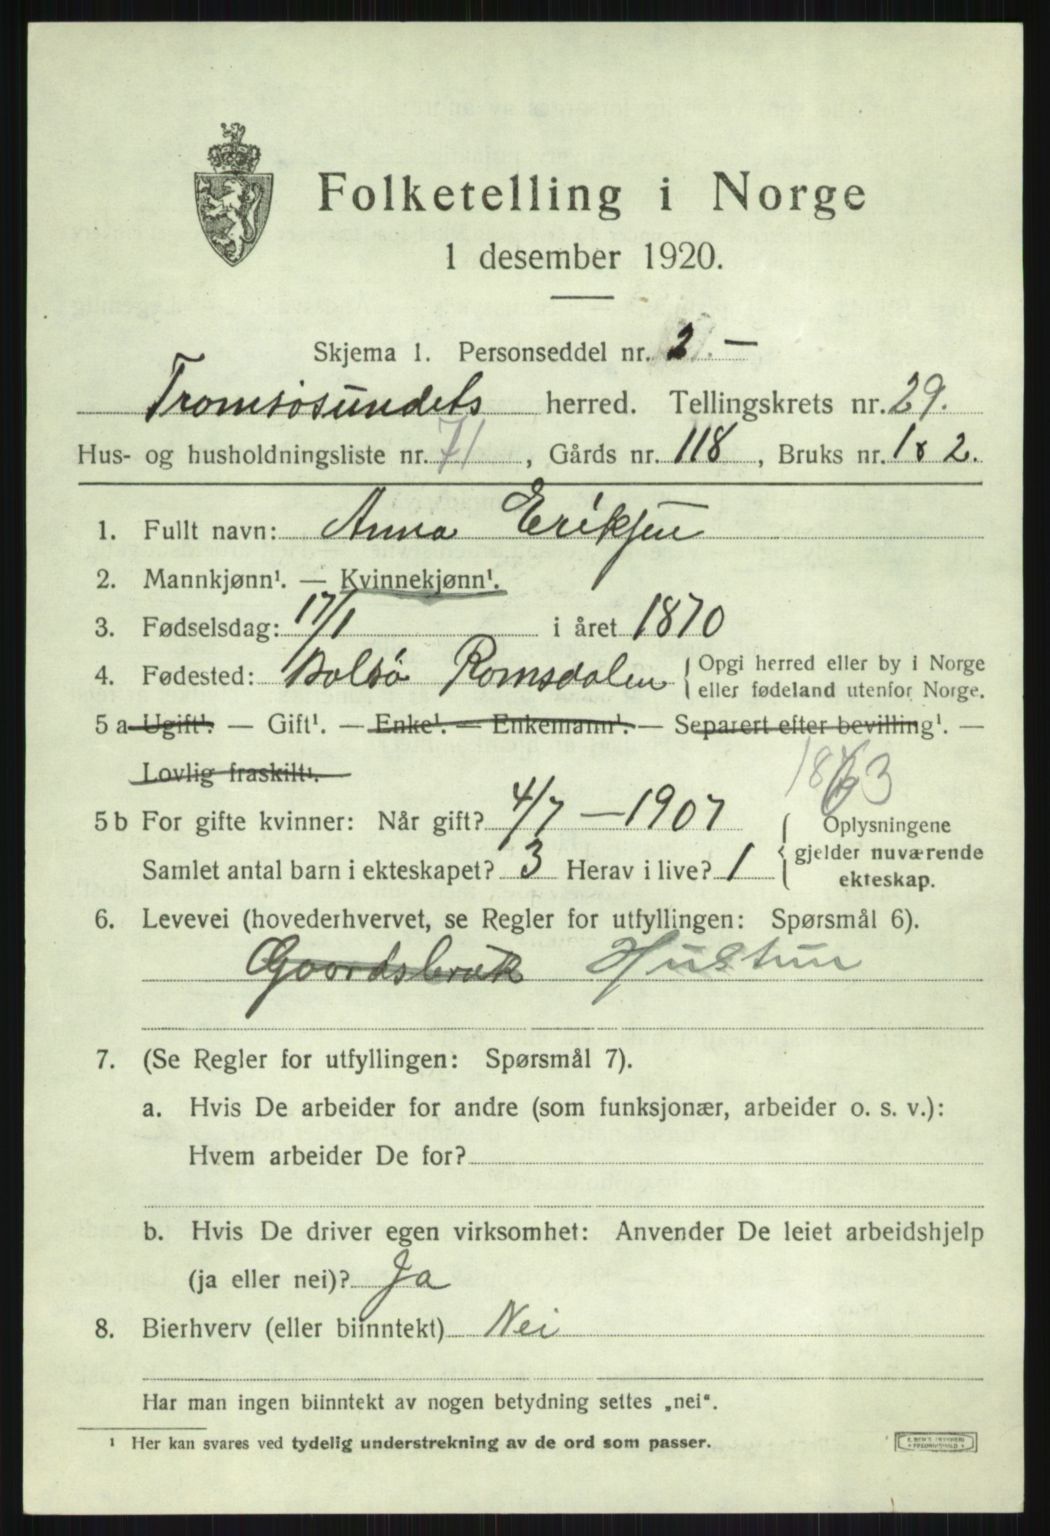 Folketelling i Norge
1 desember 1920.
Skjema 1. Personseddel nr. 2. —
Tromsøsundets herred. Tellingskrets nr. 29.
Hus- og husholdningsliste nr. 71, Gårds nr. 118, Bruks nr. 1 & 2.
1. Fullt navn: Anna Eriksen
2. Mannkjønn¹. — Kvinnekjønn¹.
3. Fødselsdag: 17/1 i året 1870
4. Fødested: Bolsø Romsdalen { Opgi herred eller by i Norge
eller fødeland utenfor Norge.
5 a Ugift¹. — Gift¹. — Enke¹. — Enkemann¹. — Separert efter bevilling¹. —
Lovlig fraskilt¹.
5 b For gifte kvinner: Når gift? 4/7 — 1907 { Oplysningene
gjelder nuværende
Samlet antal barn i ekteskapet? 3 Herav i live? 1 ekteskap.
6. Levevei (hovederhvervet, se Regler for utfyllingen: Spørsmål 6).
Gaardsbruk Hustru
7. (Se Regler for utfyllingen: Spørsmål 7).
a. Hvis De arbeider for andre (som funksjonær, arbeider o. s. v.):
Hvem arbeider De for?
b. Hvis De driver egen virksomhet: Anvender De leiet arbeidshjelp
(ja eller nei)? Ja
8. Bierhverv (eller biinntekt) Nei
Har man ingen biinntekt av nogen betydning settes „nei“.
¹ Her kan svares ved tydelig understrekning av de ord som passer.